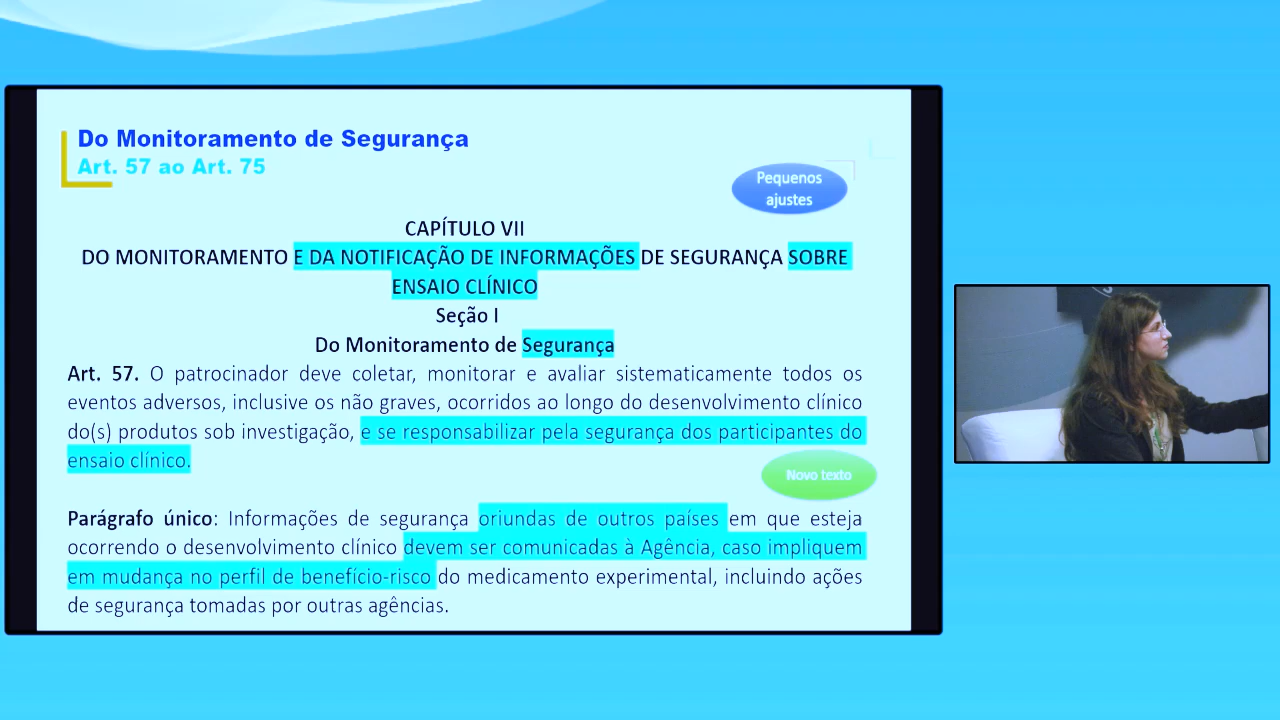 Do Monitoramento de Segurança
Art. 57 ao Art. 75
Pequenos
ajustes
CAPÍTULO VII
DO MONITORAMENTO E DA NOTIFICAÇÃO DE INFORMAÇÕES DE SEGURANÇA SOBRE
ENSAIO CLÍNICO
Seção I
Do Monitoramento de Segurança
Art. 57. O patrocinador deve coletar, monitorar e avaliar sistematicamente todos os
eventos adversos, inclusive os não graves, ocorridos ao longo do desenvolvimento clínico
do(s) produtos sob investigação, e se responsabilizar pela segurança dos participantes do
ensaio clínico.
Novo texto
Parágrafo único: Informações de segurança oriundas de outros países em que esteja
ocorrendo o desenvolvimento clínico devem ser comunicadas à Agência, caso impliquem
em mudança no perfil de benefício-risco do medicamento experimental, incluindo ações
de segurança tomadas por outras agências.